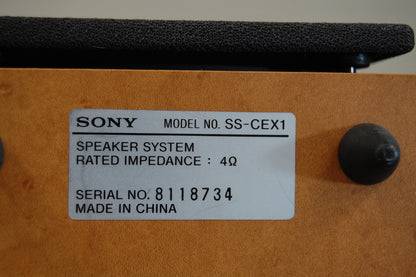 SONY MODEL NO. SS-CEX1
SPEAKER SYSTEM
RATED IMPEDANCE : 4Ω
SERIAL NO. 8118734
MADE IN CHINA